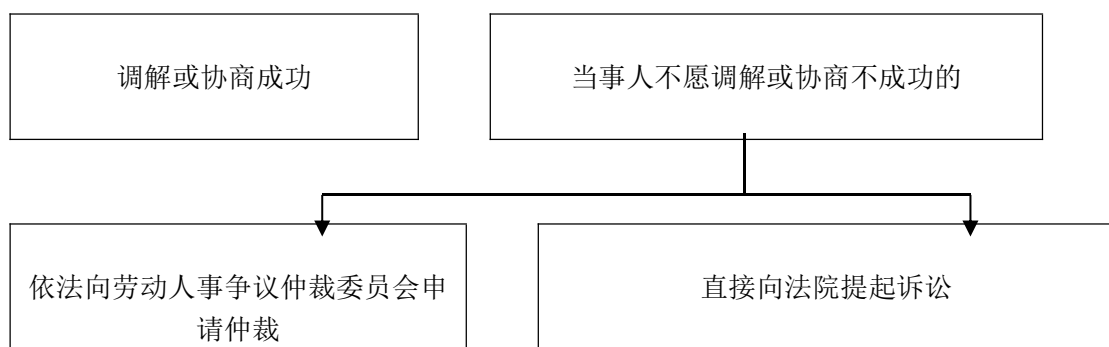 调解或协商成功
当事人不愿调解或协商不成功的
依法向劳动人事争议仲裁委员会申
请仲裁
直接向法院提起诉讼